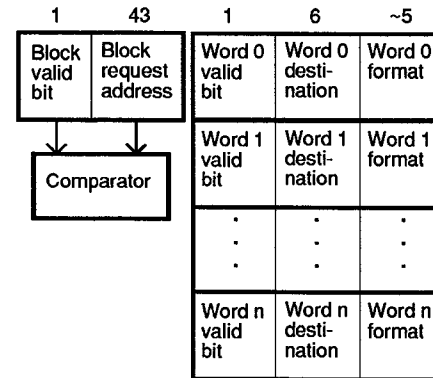 1 43 1 6 ~5
Block valid bit
Block request address
Comparator
Word 0 valid bit
Word 0 desti-nation
Word 0 format
Word 1 valid bit
Word 1 desti-nation
Word 1 format
. . .
. . .
. . .
Word n valid bit
Word n desti-nation
Word n format